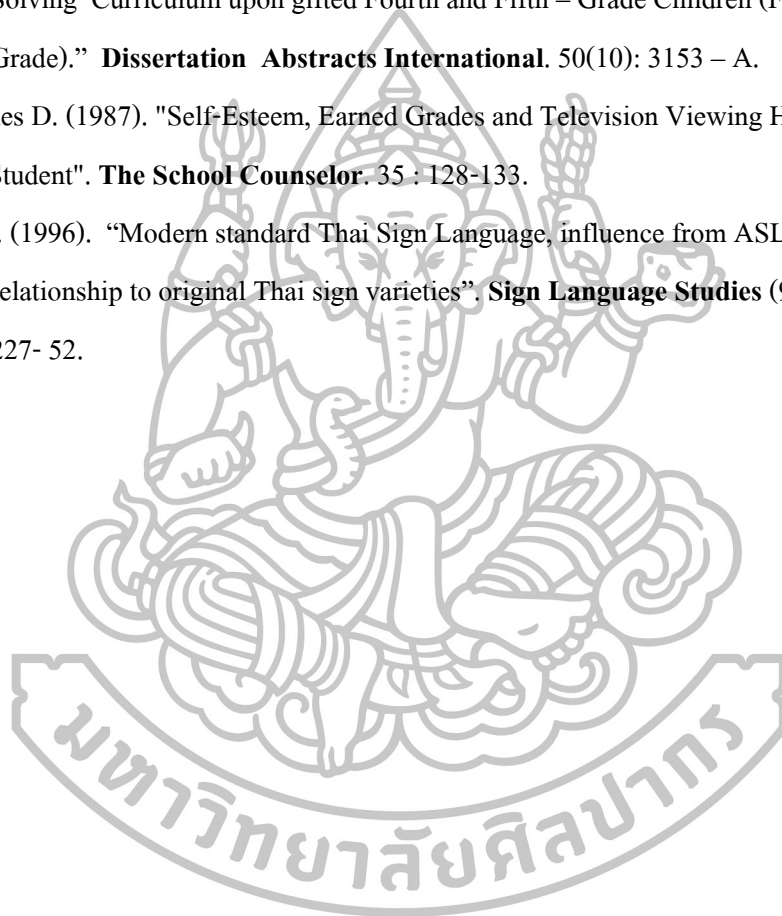 Solving Curriculum upon gifted Fourth and Fifth – Grade Children (F
Grade).” Dissertation Abstracts International. 50(10): 3153 – A.
es D. (1987). "Self-Esteem, Earned Grades and Television Viewing H
Student". The School Counselor. 35 : 128-133.
. (1996). “Modern standard Thai Sign Language, influence from ASL
elationship to original Thai sign varieties”. Sign Language Studies (9
227- 52.
มหาวิทยาลัยศิลปากร